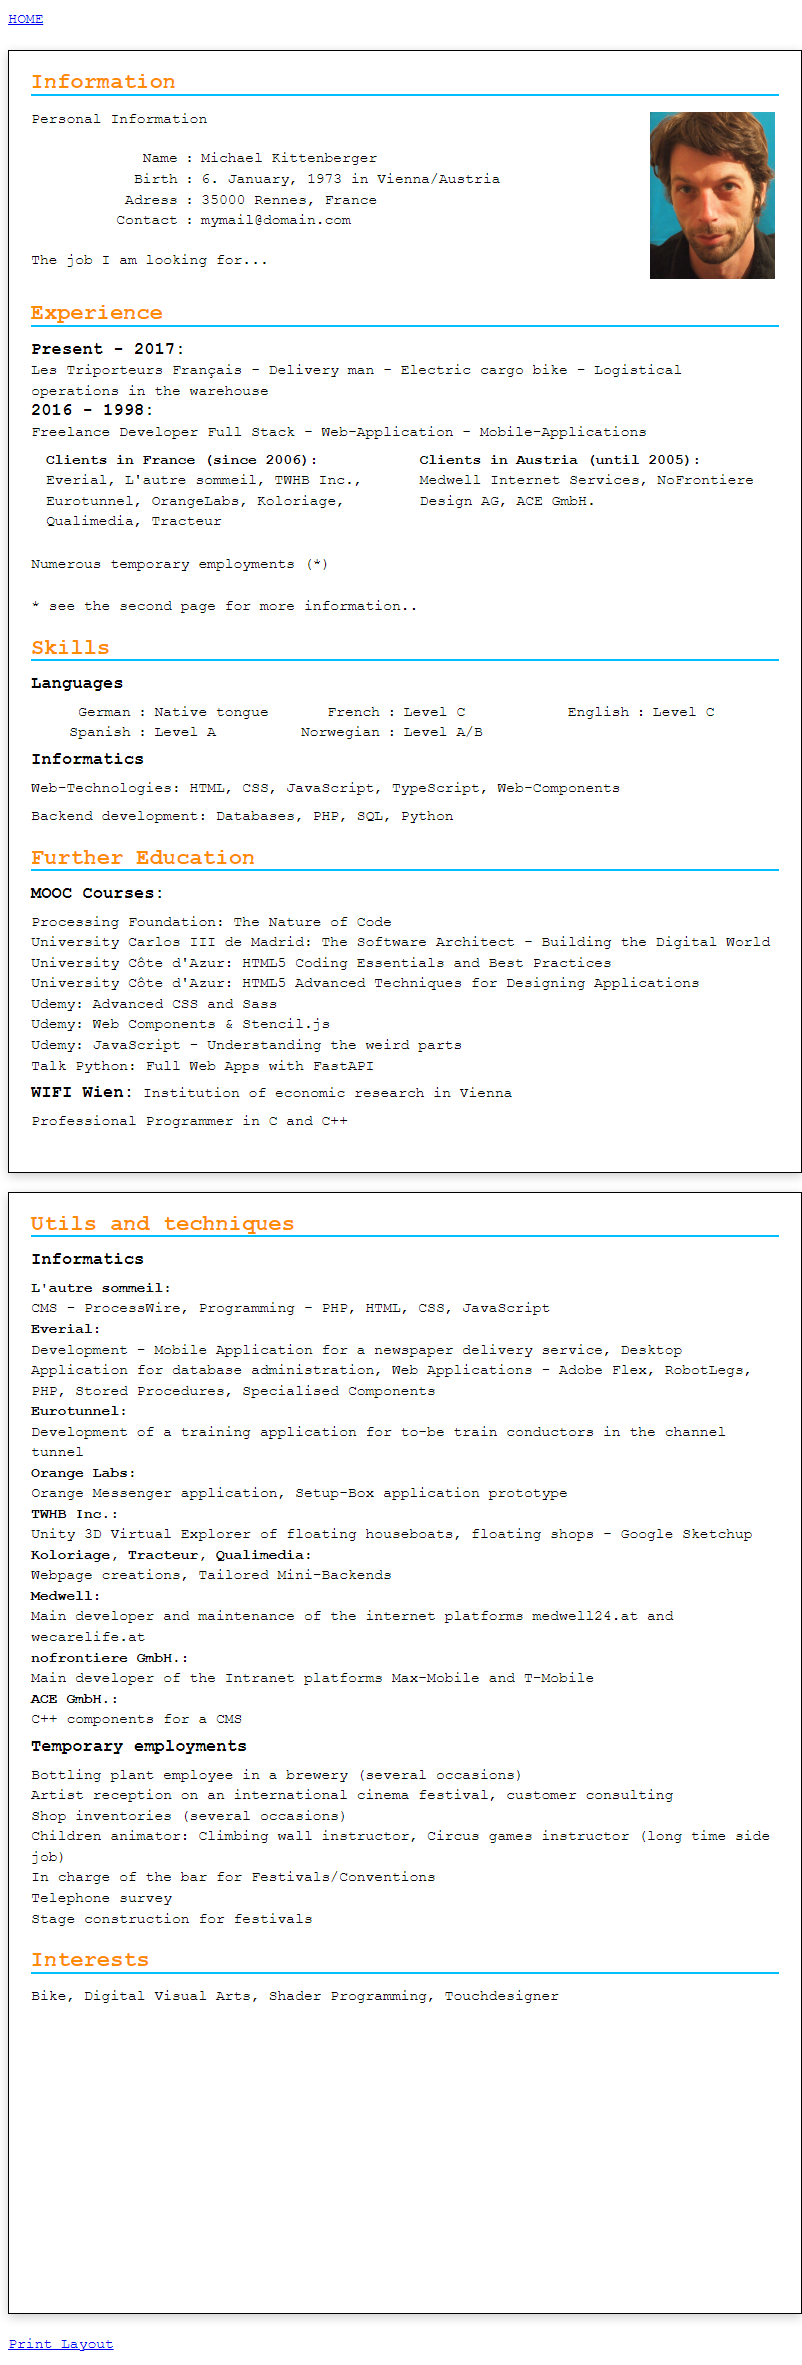 HOME
Information
Personal Information
Name : Michael Kittenberger
Birth : 6. January, 1973 in Vienna/Austria
Adress : 35000 Rennes, France
Contact : mymail@domain.com
The job I am looking for...
Experience
Present - 2017:
Les Triporteurs Français - Delivery man - Electric cargo bike - Logistical
operations in the warehouse
2016 - 1998:
Freelance Developer Full Stack - Web-Application - Mobile-Applications
Clients in France (since 2006):
Everial, L'autre sommeil, TWHB Inc.,
Eurotunnel, OrangeLabs, Koloriage,
Qualimedia, Tracteur
Clients in Austria (until 2005):
Medwell Internet Services, NoFrontiere
Design AG, ACE GmbH.
Numerous temporary employments (*)
* see the second page for more information..
Skills
Languages
German : Native tongue French : Level C English : Level C
Spanish : Level A Norwegian : Level A/B
Informatics
Web-Technologies: HTML, CSS, JavaScript, TypeScript, Web-Components
Backend development: Databases, PHP, SQL, Python
Further Education
MOOC Courses:
Processing Foundation: The Nature of Code
University Carlos III de Madrid: The Software Architect - Building the Digital World
University Côte d'Azur: HTML5 Coding Essentials and Best Practices
University Côte d'Azur: HTML5 Advanced Techniques for Designing Applications
Udemy: Advanced CSS and Sass
Udemy: Web Components & Stencil.js
Udemy: JavaScript - Understanding the weird parts
Talk Python: Full Web Apps with FastAPI
WIFI Wien: Institution of economic research in Vienna
Professional Programmer in C and C++
Utils and techniques
Informatics
L'autre sommeil:
CMS - ProcessWire, Programming - PHP, HTML, CSS, JavaScript
Everial:
Development - Mobile Application for a newspaper delivery service, Desktop
Application for database administration, Web Applications - Adobe Flex, RobotLegs,
PHP, Stored Procedures, Specialised Components
Eurotunnel:
Development of a training application for to-be train conductors in the channel
tunnel
Orange Labs:
Orange Messenger application, Setup-Box application prototype
TWHB Inc.:
Unity 3D Virtual Explorer of floating houseboats, floating shops - Google Sketchup
Koloriage, Tracteur, Qualimedia:
Webpage creations, Tailored Mini-Backends
Medwell:
Main developer and maintenance of the internet platforms medwell24.at and
wecarelife.at
nofrontiere GmbH.:
Main developer of the Intranet platforms Max-Mobile and T-Mobile
ACE GmbH.:
C++ components for a CMS
Temporary employments
Bottling plant employee in a brewery (several occasions)
Artist reception on an international cinema festival, customer consulting
Shop inventories (several occasions)
Children animator: Climbing wall instructor, Circus games instructor (long time side
job)
In charge of the bar for Festivals/Conventions
Telephone survey
Stage construction for festivals
Interests
Bike, Digital Visual Arts, Shader Programming, Touchdesigner
Print Layout